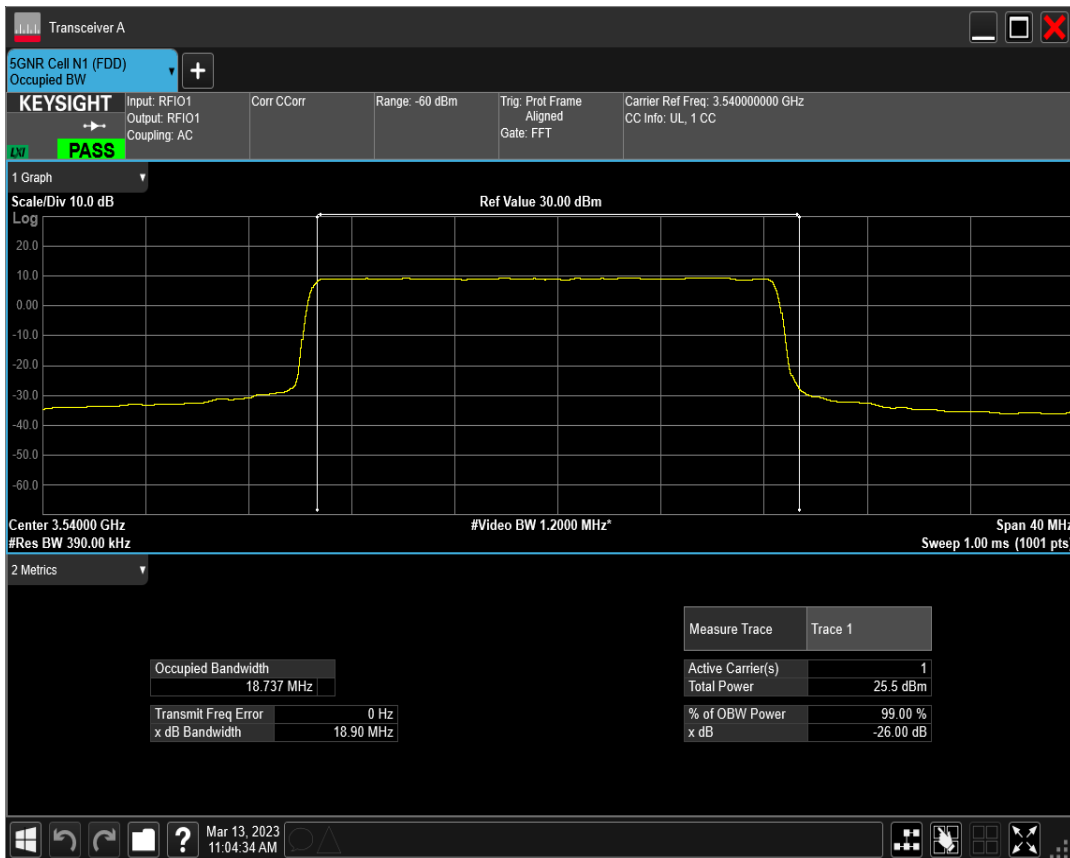 Transceiver A
5GNR Cell N1 (FDD)
Occupied BW
+
KEYSIGHT
LXI
PASS
Input: RFIO1
Output: RFIO1
Coupling: AC
Corr CCorr
Range: -60 dBm
Trig: Prot Frame
Aligned
Gate: FFT
Carrier Ref Freq: 3.540000000 GHz
CC Info: UL, 1 CC
1 Graph
Scale/Div 10.0 dB
Ref Value 30.00 dBm
Log
20.0
10.0
0.00
-10.0
-20.0
-30.0
-40.0
-50.0
-60.0
Center 3.54000 GHz
#Video BW 1.2000 MHz*
Span 40 MHz
#Res BW 390.00 kHz
Sweep 1.00 ms (1001 pts)
2 Metrics
Measure Trace Trace 1
Occupied Bandwidth
18.737 MHz
Active Carrier(s) 1
Total Power 25.5 dBm
Transmit Freq Error 0 Hz
x dB Bandwidth 18.90 MHz
% of OBW Power 99.00 %
x dB -26.00 dB
?
Mar 13, 2023
11:04:34 AM